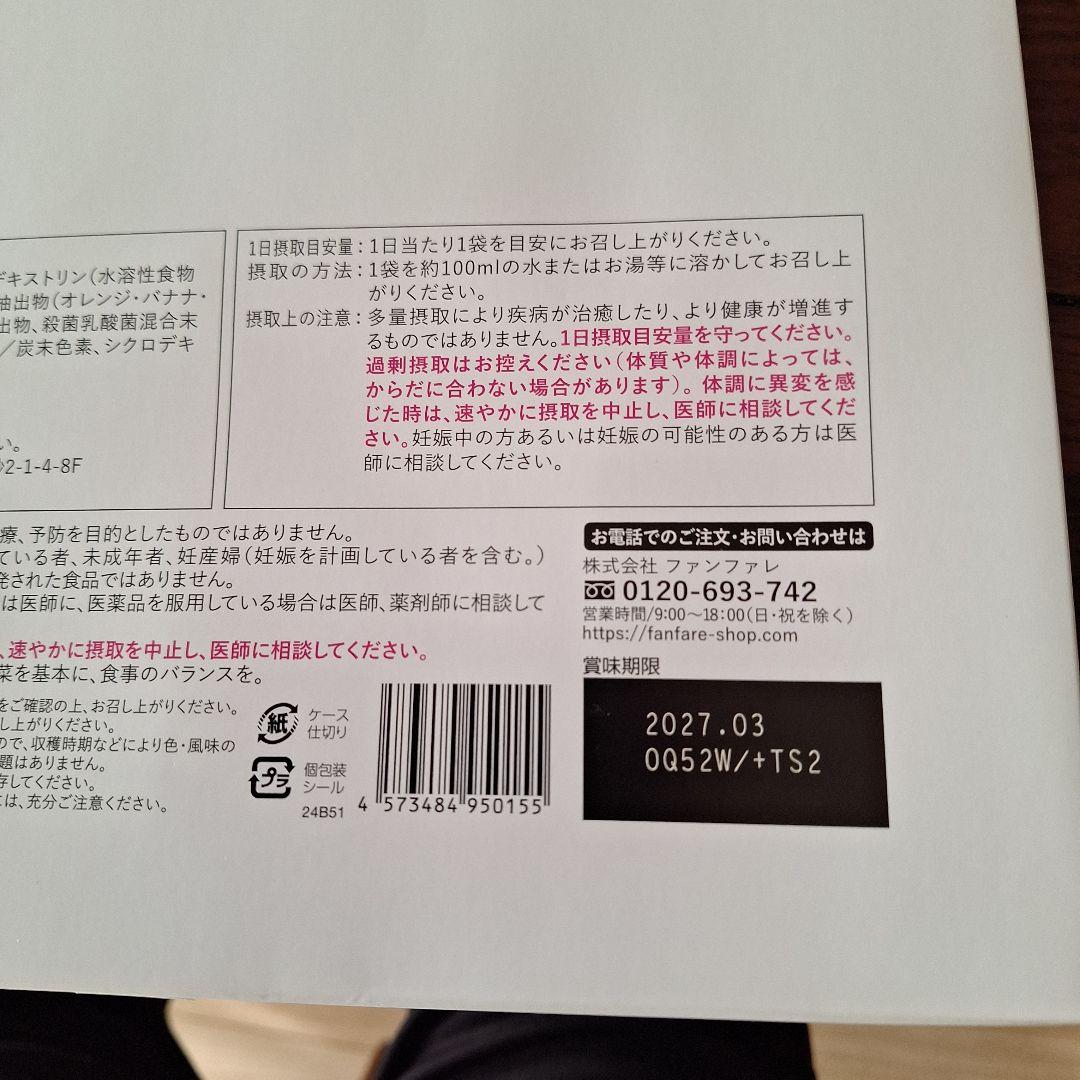 キストリン(水溶性食物
抽出物(オレンジ・バナナ・
出物、殺菌乳酸菌混合末
/炭末色素、シクロデキ
い。
2-1-4-8F
1日摂取目安量:1日当たり1袋を目安にお召し上がりください。
摂取の方法:1袋を約100mlの水またはお湯等に溶かしてお召し上
がりください。
摂取上の注意:多量摂取により疾病が治癒したり、より健康が増進す
るものではありません。1日摂取目安量を守ってください。
過剰摂取はお控えください(体質や体調によっては、
からだに合わない場合があります)。体調に異変を感
じた時は、速やかに摂取を中止し、医師に相談してくだ
さい。妊娠中の方あるいは妊娠の可能性のある方は医
師に相談してください。
療、予防を目的としたものではありません。
ている者、未成年者、妊産婦(妊娠を計画している者を含む。)
発された食品ではありません。
は医師に、医薬品を服用している場合は医師、薬剤師に相談して
、速やかに摂取を中止し、医師に相談してください。
菜を基本に、食事のバランスを。
をご確認の上、お召し上がりください。
し上がりください。
ので、収穫時期などにより色・風味の
題はありません。
存してください。
は、充分ご注意ください。
紙
ケース
仕切り
プラ
個包装
シール
24B51
4 573484 950155
お電話でのご注文・お問い合わせは
株式会社 ファンファレ
0120-693-742
営業時間/9:00~18:00(日・祝を除く)
https://fanfare-shop.com
賞味期限
2027.03
0Q52W/+TS2